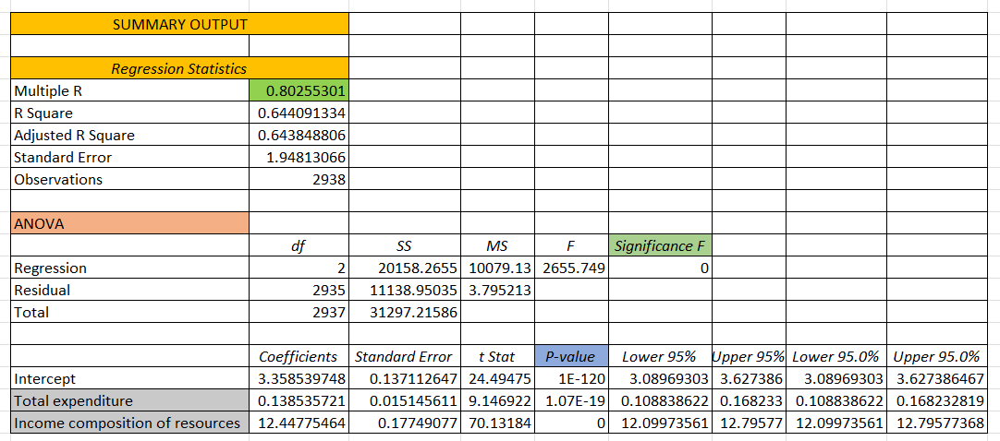 SUMMARY OUTPUT
Regression Statistics
Multiple R 0.80255301
R Square 0.644091334
Adjusted R Square 0.643848806
Standard Error 1.94813066
Observations 2938
ANOVA
df SS MS F Significance F
Regression 2 20158.2655 10079.13 2655.749 0
Residual 2935 11138.95035 3.795213
Total 2937 31297.21586
Coefficients Standard Error t Stat P-value Lower 95% Upper 95% Lower 95.0% Upper 95.0%
Intercept 3.358539748 0.137112647 24.49475 1E-120 3.08969303 3.627386 3.08969303 3.627386467
Total expenditure 0.138535721 0.015145611 9.146922 1.07E-19 0.108838622 0.168233 0.108838622 0.168232819
Income composition of resources 12.44775464 0.17749077 70.13184 0 12.09973561 12.79577 12.09973561 12.79577368